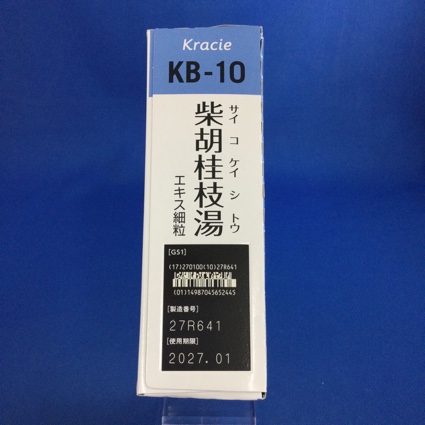 Kracie
KB-10
サイ コ ケイ シ トウ
柴胡桂枝湯
エキス細粒
[GS1]
(17)270100(10)27R641
(01)14987045652445
[製造番号]
27R641
[使用期限]
2027.01